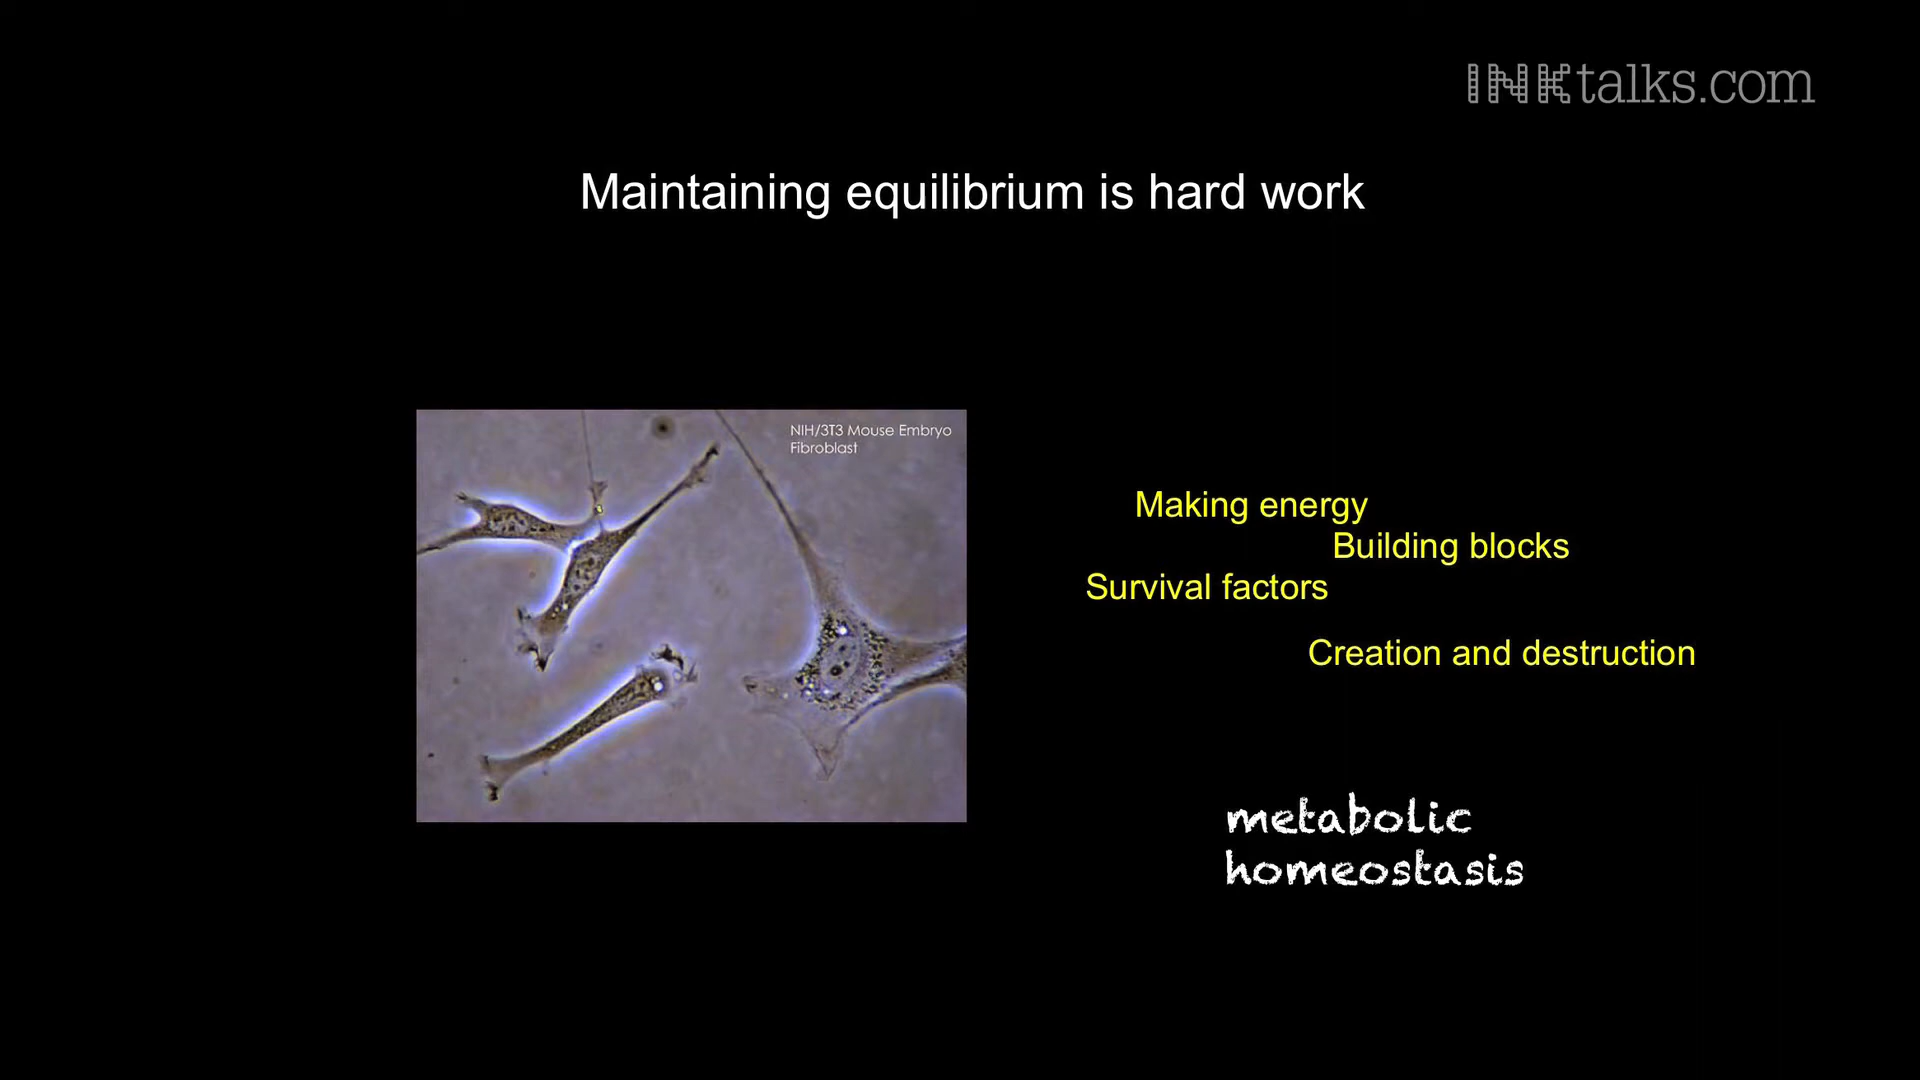 INKtalks.com
Maintaining equilibrium is hard work
NIH/3T3 Mouse Embryo
Fibroblast
Making energy
Building blocks
Survival factors
Creation and destruction
metabolic
homeostasis